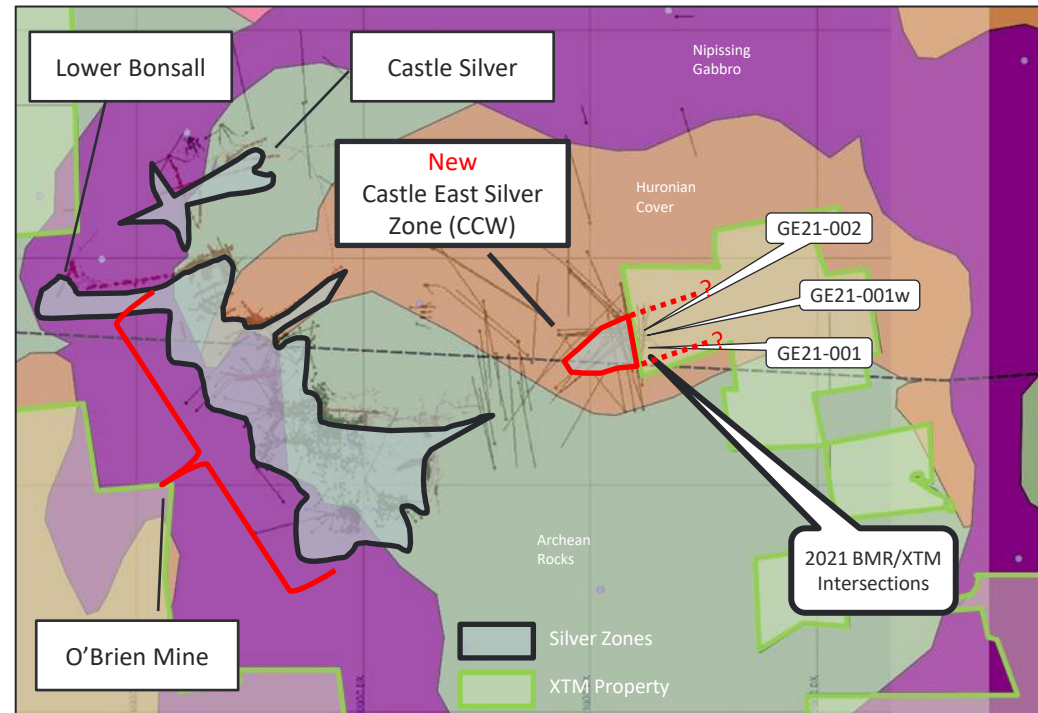 Lower Bonsall
Castle Silver
Nipissing
Gabbro
New
Castle East Silver
Zone (CCW)
Huronian
Cover
GE21-002
?
GE21-001w
?
GE21-001
Archean
Rocks
2021 BMR/XTM
Intersections
O’Brien Mine
Silver Zones
XTM Property